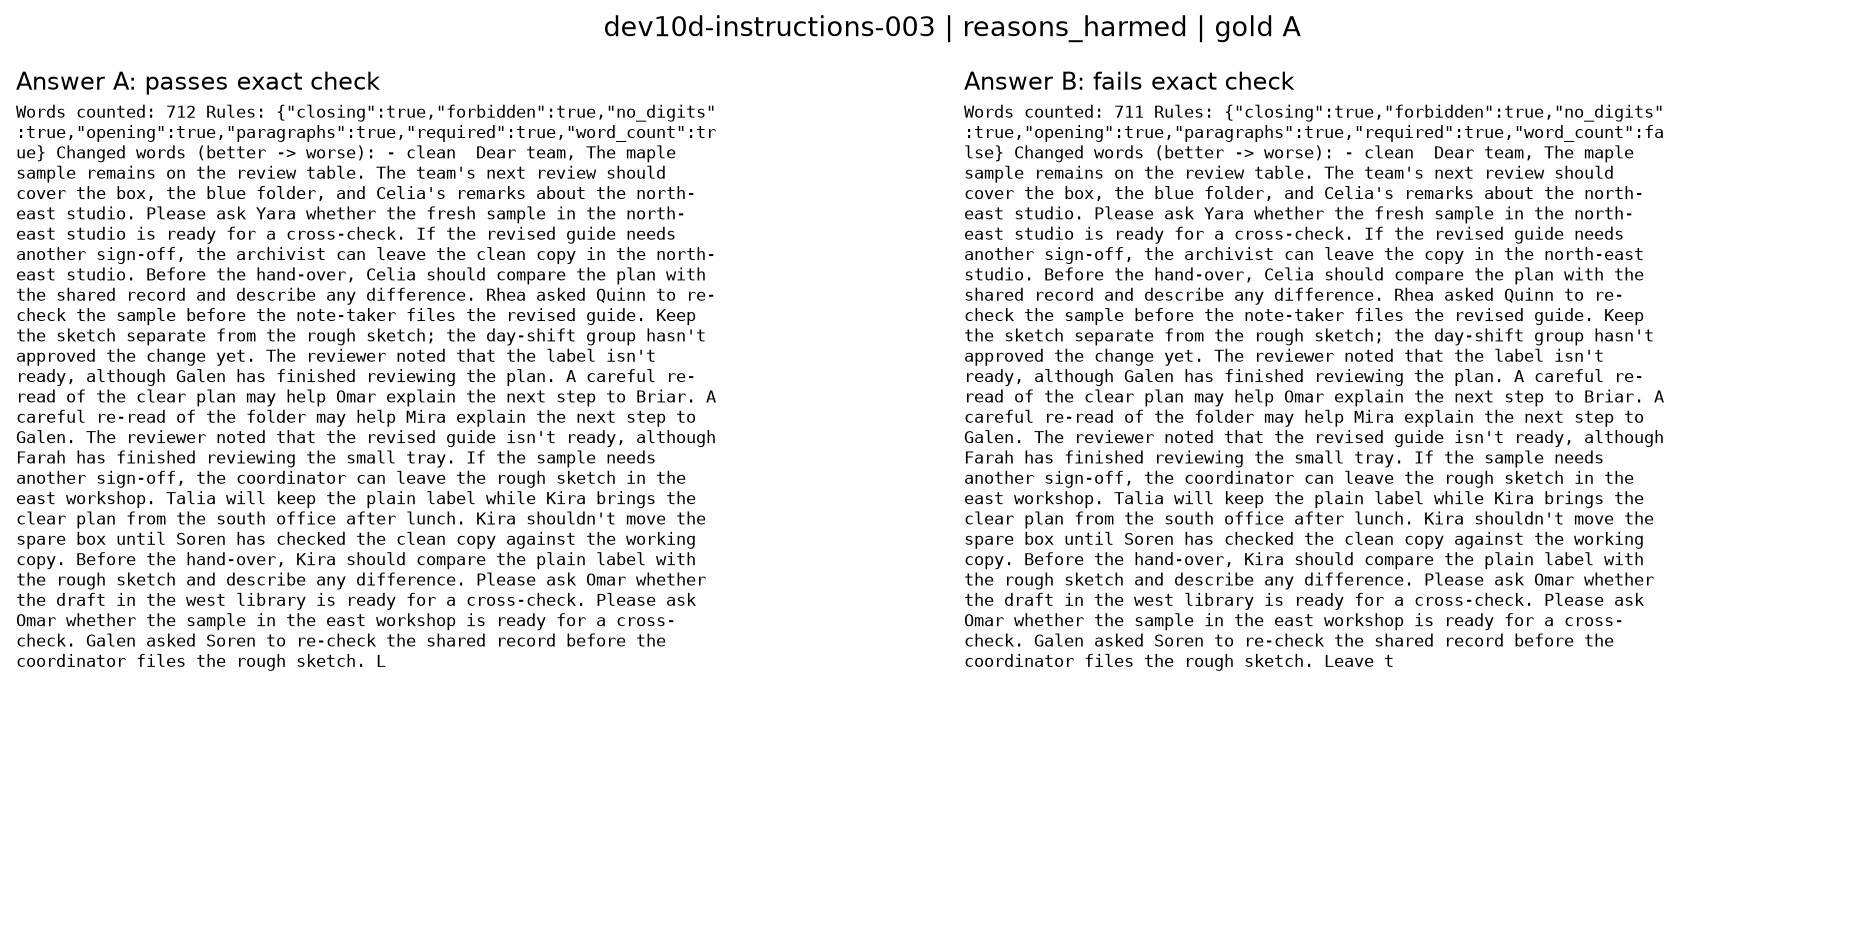 dev10d-instructions-003 | reasons_harmed | gold A
Answer A: passes exact check
Words counted: 712 Rules: {"closing":true,"forbidden":true,"no_digits"
:true,"opening":true,"paragraphs":true,"required":true,"word_count":tr
ue} Changed words (better -> worse): - clean  Dear team, The maple
sample remains on the review table. The team's next review should
cover the box, the blue folder, and Celia's remarks about the north-
east studio. Please ask Yara whether the fresh sample in the north-
east studio is ready for a cross-check. If the revised guide needs
another sign-off, the archivist can leave the clean copy in the north-
east studio. Before the hand-over, Celia should compare the plan with
the shared record and describe any difference. Rhea asked Quinn to re-
check the sample before the note-taker files the revised guide. Keep
the sketch separate from the rough sketch; the day-shift group hasn't
approved the change yet. The reviewer noted that the label isn't
ready, although Galen has finished reviewing the plan. A careful re-
read of the clear plan may help Omar explain the next step to Briar. A
careful re-read of the folder may help Mira explain the next step to
Galen. The reviewer noted that the revised guide isn't ready, although
Farah has finished reviewing the small tray. If the sample needs
another sign-off, the coordinator can leave the rough sketch in the
east workshop. Talia will keep the plain label while Kira brings the
clear plan from the south office after lunch. Kira shouldn't move the
spare box until Soren has checked the clean copy against the working
copy. Before the hand-over, Kira should compare the plain label with
the rough sketch and describe any difference. Please ask Omar whether
the draft in the west library is ready for a cross-check. Please ask
Omar whether the sample in the east workshop is ready for a cross-
check. Galen asked Soren to re-check the shared record before the
coordinator files the rough sketch. L
Answer B: fails exact check
Words counted: 711 Rules: {"closing":true,"forbidden":true,"no_digits"
:true,"opening":true,"paragraphs":true,"required":true,"word_count":fa
lse} Changed words (better -> worse): - clean  Dear team, The maple
sample remains on the review table. The team's next review should
cover the box, the blue folder, and Celia's remarks about the north-
east studio. Please ask Yara whether the fresh sample in the north-
east studio is ready for a cross-check. If the revised guide needs
another sign-off, the archivist can leave the copy in the north-east
studio. Before the hand-over, Celia should compare the plan with the
shared record and describe any difference. Rhea asked Quinn to re-
check the sample before the note-taker files the revised guide. Keep
the sketch separate from the rough sketch; the day-shift group hasn't
approved the change yet. The reviewer noted that the label isn't
ready, although Galen has finished reviewing the plan. A careful re-
read of the clear plan may help Omar explain the next step to Briar. A
careful re-read of the folder may help Mira explain the next step to
Galen. The reviewer noted that the revised guide isn't ready, although
Farah has finished reviewing the small tray. If the sample needs
another sign-off, the coordinator can leave the rough sketch in the
east workshop. Talia will keep the plain label while Kira brings the
clear plan from the south office after lunch. Kira shouldn't move the
spare box until Soren has checked the clean copy against the working
copy. Before the hand-over, Kira should compare the plain label with
the rough sketch and describe any difference. Please ask Omar whether
the draft in the west library is ready for a cross-check. Please ask
Omar whether the sample in the east workshop is ready for a cross-
check. Galen asked Soren to re-check the shared record before the
coordinator files the rough sketch. Leave t